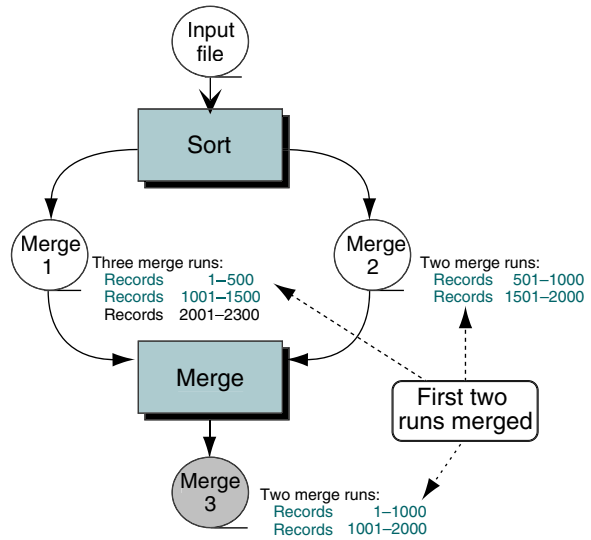 Input
file
Sort
Merge
1
Three merge runs:
Records 1–500
Records 1001–1500
Records 2001–2300
Merge
2
Two merge runs:
Records 501–1000
Records 1501–2000
Merge
First two
runs merged
Merge
3
Two merge runs:
Records 1–1000
Records 1001–2000